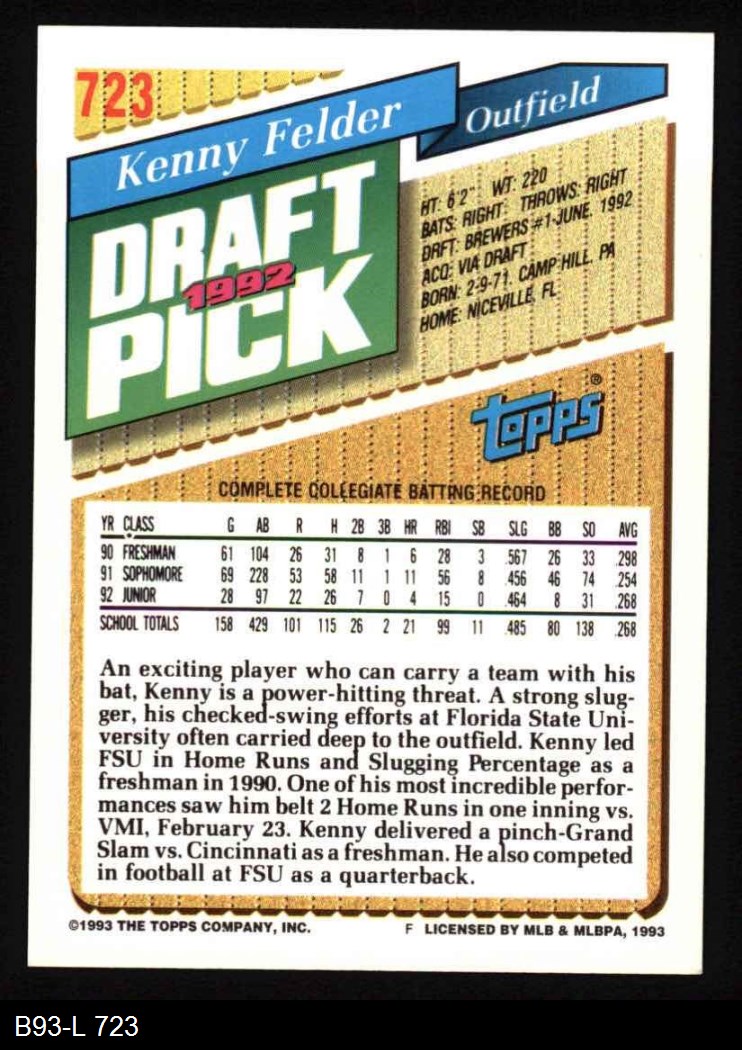 723
Kenny Felder
Outfield
DRAFT
1992
PICK
HT: 6'2" WT: 220
BATS: RIGHT THROWS: RIGHT
DRFT: BREWERS #1-JUNE, 1992
ACQ: VIA DRAFT
BORN: 2-9-71, CAMP HILL, PA
HOME: NICEVILLE, FL
topps®
COMPLETE COLLEGIATE BATTING RECORD
YR CLASS G AB R H 2B 3B HR RBI SB SLG BB SO AVG
90 FRESHMAN 61 104 26 31 8 1 6 28 3 .567 26 33 .298
91 SOPHOMORE 69 228 53 58 11 1 11 56 8 .456 46 74 .254
92 JUNIOR 28 97 22 26 7 0 4 15 0 .464 8 31 .268
SCHOOL TOTALS 158 429 101 115 26 2 21 99 11 .485 80 138 .268
An exciting player who can carry a team with his
bat, Kenny is a power-hitting threat. A strong slug-
ger, his checked-swing efforts at Florida State Uni-
versity often carried deep to the outfield. Kenny led
FSU in Home Runs and Slugging Percentage as a
freshman in 1990. One of his most incredible perfor-
mances saw him belt 2 Home Runs in one inning vs.
VMI, February 23. Kenny delivered a pinch-Grand
Slam vs. Cincinnati as a freshman. He also competed
in football at FSU as a quarterback.
©1993 THE TOPPS COMPANY, INC. F LICENSED BY MLB & MLBPA, 1993
B93-L 723